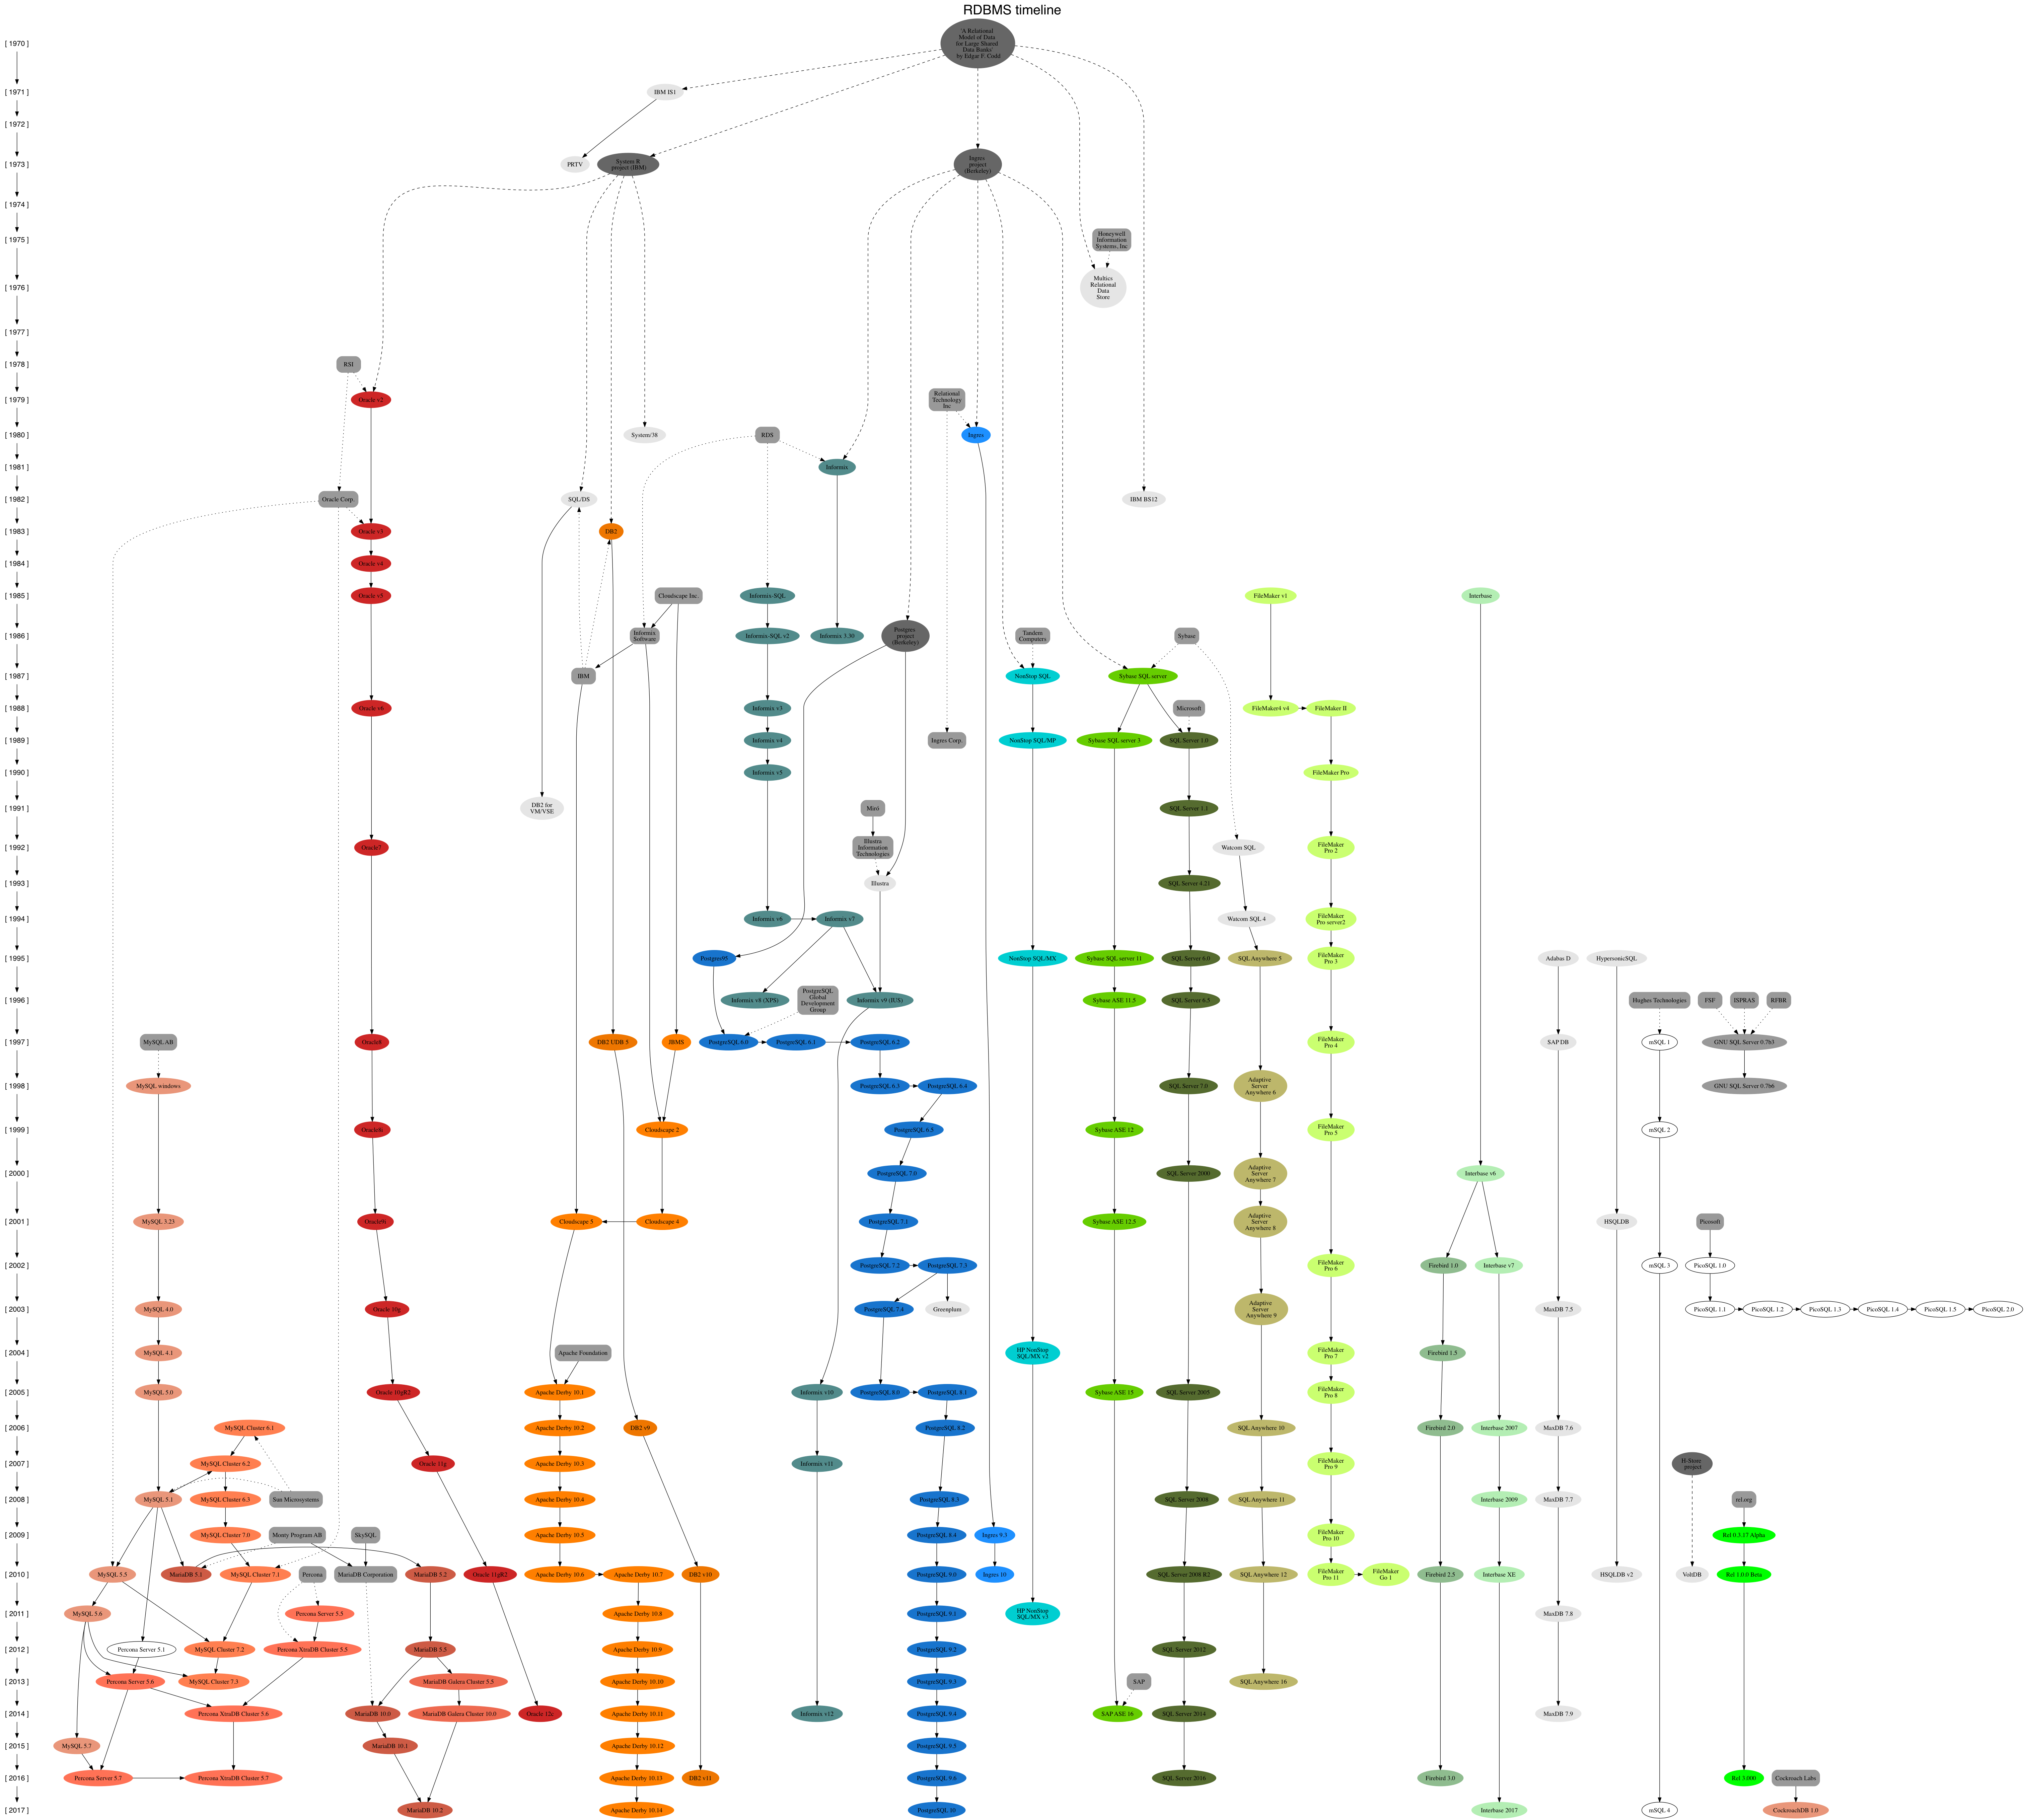 RDBMS timeline
[ 1970 ]
'A Relational
Model of Data
for Large Shared
Data Banks'
by Edgar F. Codd
[ 1971 ]
IBM IS1
[ 1972 ]
[ 1973 ]
PRTV
System R
project (IBM)
Ingres
project
(Berkeley)
[ 1974 ]
[ 1975 ]
Honeywell
Information
Systems, Inc
[ 1976 ]
Multics
Relational
Data
Store
[ 1977 ]
[ 1978 ]
RSI
[ 1979 ]
Oracle v2
Relational
Technology
Inc
[ 1980 ]
System/38
RDS
Ingres
[ 1981 ]
Informix
[ 1982 ]
Oracle Corp.
SQL/DS
IBM BS12
[ 1983 ]
Oracle v3
DB2
[ 1984 ]
Oracle v4
[ 1985 ]
Oracle v5
Cloudscape Inc.
Informix-SQL
FileMaker v1
Interbase
[ 1986 ]
Informix
Software
Informix-SQL v2
Informix 3.30
Postgres
project
(Berkeley)
Tandem
Computers
Sybase
[ 1987 ]
IBM
NonStop SQL
Sybase SQL server
[ 1988 ]
Oracle v6
Informix v3
Microsoft
FileMaker4 v4
FileMaker II
[ 1989 ]
Informix v4
Ingres Corp.
NonStop SQL/MP
Sybase SQL server 3
SQL Server 1.0
[ 1990 ]
Informix v5
FileMaker Pro
[ 1991 ]
DB2 for
VM/VSE
Miró
SQL Server 1.1
[ 1992 ]
Oracle7
Illustra
Information
Technologies
Watcom SQL
FileMaker
Pro 2
[ 1993 ]
Illustra
SQL Server 4.21
[ 1994 ]
Informix v6
Informix v7
Watcom SQL 4
FileMaker
Pro server2
[ 1995 ]
Postgres95
NonStop SQL/MX
Sybase SQL server 11
SQL Server 6.0
SQL Anywhere 5
FileMaker
Pro 3
Adabas D
HypersonicSQL
[ 1996 ]
Informix v8 (XPS)
PostgreSQL
Global
Development
Group
Informix v9 (IUS)
Sybase ASE 11.5
SQL Server 6.5
Hughes Technologies
FSF
ISPRAS
RFBR
[ 1997 ]
MySQL AB
Oracle8
DB2 UDB 5
IBMS
PostgreSQL 6.0
PostgreSQL 6.1
PostgreSQL 6.2
FileMaker
Pro 4
SAP DB
mSQL 1
GNU SQL Server 0.7b3
[ 1998 ]
MySQL windows
PostgreSQL 6.3
PostgreSQL 6.4
SQL Server 7.0
Adaptive
Server
Anywhere 6
GNU SQL Server 0.7b6
[ 1999 ]
Oracle8i
Cloudscape 2
PostgreSQL 6.5
Sybase ASE 12
FileMaker
Pro 5
mSQL 2
[ 2000 ]
PostgreSQL 7.0
SQL Server 2000
Adaptive
Server
Anywhere 7
Interbase v6
[ 2001 ]
MySQL 3.23
Oracle9i
Cloudscape 5
Cloudscape 4
PostgreSQL 7.1
Sybase ASE 12.5
Adaptive
Server
Anywhere 8
HSQLDB
Picosoft
[ 2002 ]
PostgreSQL 7.2
PostgreSQL 7.3
FileMaker
Pro 6
Firebird 1.0
Interbase v7
mSQL 3
PicoSQL 1.0
[ 2003 ]
MySQL 4.0
Oracle 10g
PostgreSQL 7.4
Greenplum
Adaptive
Server
Anywhere 9
MaxDB 7.5
PicoSQL 1.1
PicoSQL 1.2
PicoSQL 1.3
PicoSQL 1.4
PicoSQL 1.5
PicoSQL 2.0
[ 2004 ]
MySQL 4.1
Apache Foundation
HP NonStop
SQL/MX v2
FileMaker
Pro 7
Firebird 1.5
[ 2005 ]
MySQL 5.0
Oracle 10gR2
Apache Derby 10.1
Informix v10
PostgreSQL 8.0
PostgreSQL 8.1
Sybase ASE 15
SQL Server 2005
FileMaker
Pro 8
[ 2006 ]
MySQL Cluster 6.1
Apache Derby 10.2
DB2 v9
PostgreSQL 8.2
SQL Anywhere 10
Firebird 2.0
Interbase 2007
MaxDB 7.6
[ 2007 ]
MySQL Cluster 6.2
Oracle 11g
Apache Derby 10.3
Informix v11
FileMaker
Pro 9
H-Store
project
[ 2008 ]
MySQL 5.1
MySQL Cluster 6.3
Sun Microsystems
Apache Derby 10.4
PostgreSQL 8.3
SQL Server 2008
SQL Anywhere 11
Interbase 2009
MaxDB 7.7
rel.org
[ 2009 ]
MySQL Cluster 7.0
Monty Program AB
SkySQL
Apache Derby 10.5
PostgreSQL 8.4
Ingres 9.3
FileMaker
Pro 10
Rel 0.3.17 Alpha
[ 2010 ]
MySQL 5.5
MariaDB 5.1
MySQL Cluster 7.1
Percona
MariaDB Corporation
MariaDB 5.2
Oracle 11gR2
Apache Derby 10.6
Apache Derby 10.7
DB2 v10
PostgreSQL 9.0
Ingres 10
SQL Server 2008 R2
SQL Anywhere 12
FileMaker
Pro 11
FileMaker
Go 1
Firebird 2.5
Interbase XE
HSQLDB v2
VoltDB
Rel 1.0.0 Beta
[ 2011 ]
MySQL 5.6
Percona Server 5.5
Apache Derby 10.8
PostgreSQL 9.1
HP NonStop
SQL/MX v3
MaxDB 7.8
[ 2012 ]
Percona Server 5.1
MySQL Cluster 7.2
Percona XtraDB Cluster 5.5
MariaDB 5.5
Apache Derby 10.9
PostgreSQL 9.2
SQL Server 2012
[ 2013 ]
Percona Server 5.6
MySQL Cluster 7.3
MariaDB Galera Cluster 5.5
Apache Derby 10.10
PostgreSQL 9.3
SAP
SQL Anywhere 16
[ 2014 ]
Percona XtraDB Cluster 5.6
MariaDB 10.0
MariaDB Galera Cluster 10.0
Oracle 12c
Apache Derby 10.11
Informix v12
PostgreSQL 9.4
SAP ASE 16
SQL Server 2014
MaxDB 7.9
[ 2015 ]
MySQL 5.7
MariaDB 10.1
Apache Derby 10.12
PostgreSQL 9.5
[ 2016 ]
Percona Server 5.7
Percona XtraDB Cluster 5.7
Apache Derby 10.13
DB2 v11
PostgreSQL 9.6
SQL Server 2016
Firebird 3.0
Rel 3.000
Cockroach Labs
[ 2017 ]
MariaDB 10.2
Apache Derby 10.14
PostgreSQL 10
Interbase 2017
mSQL 4
CockroachDB 1.0